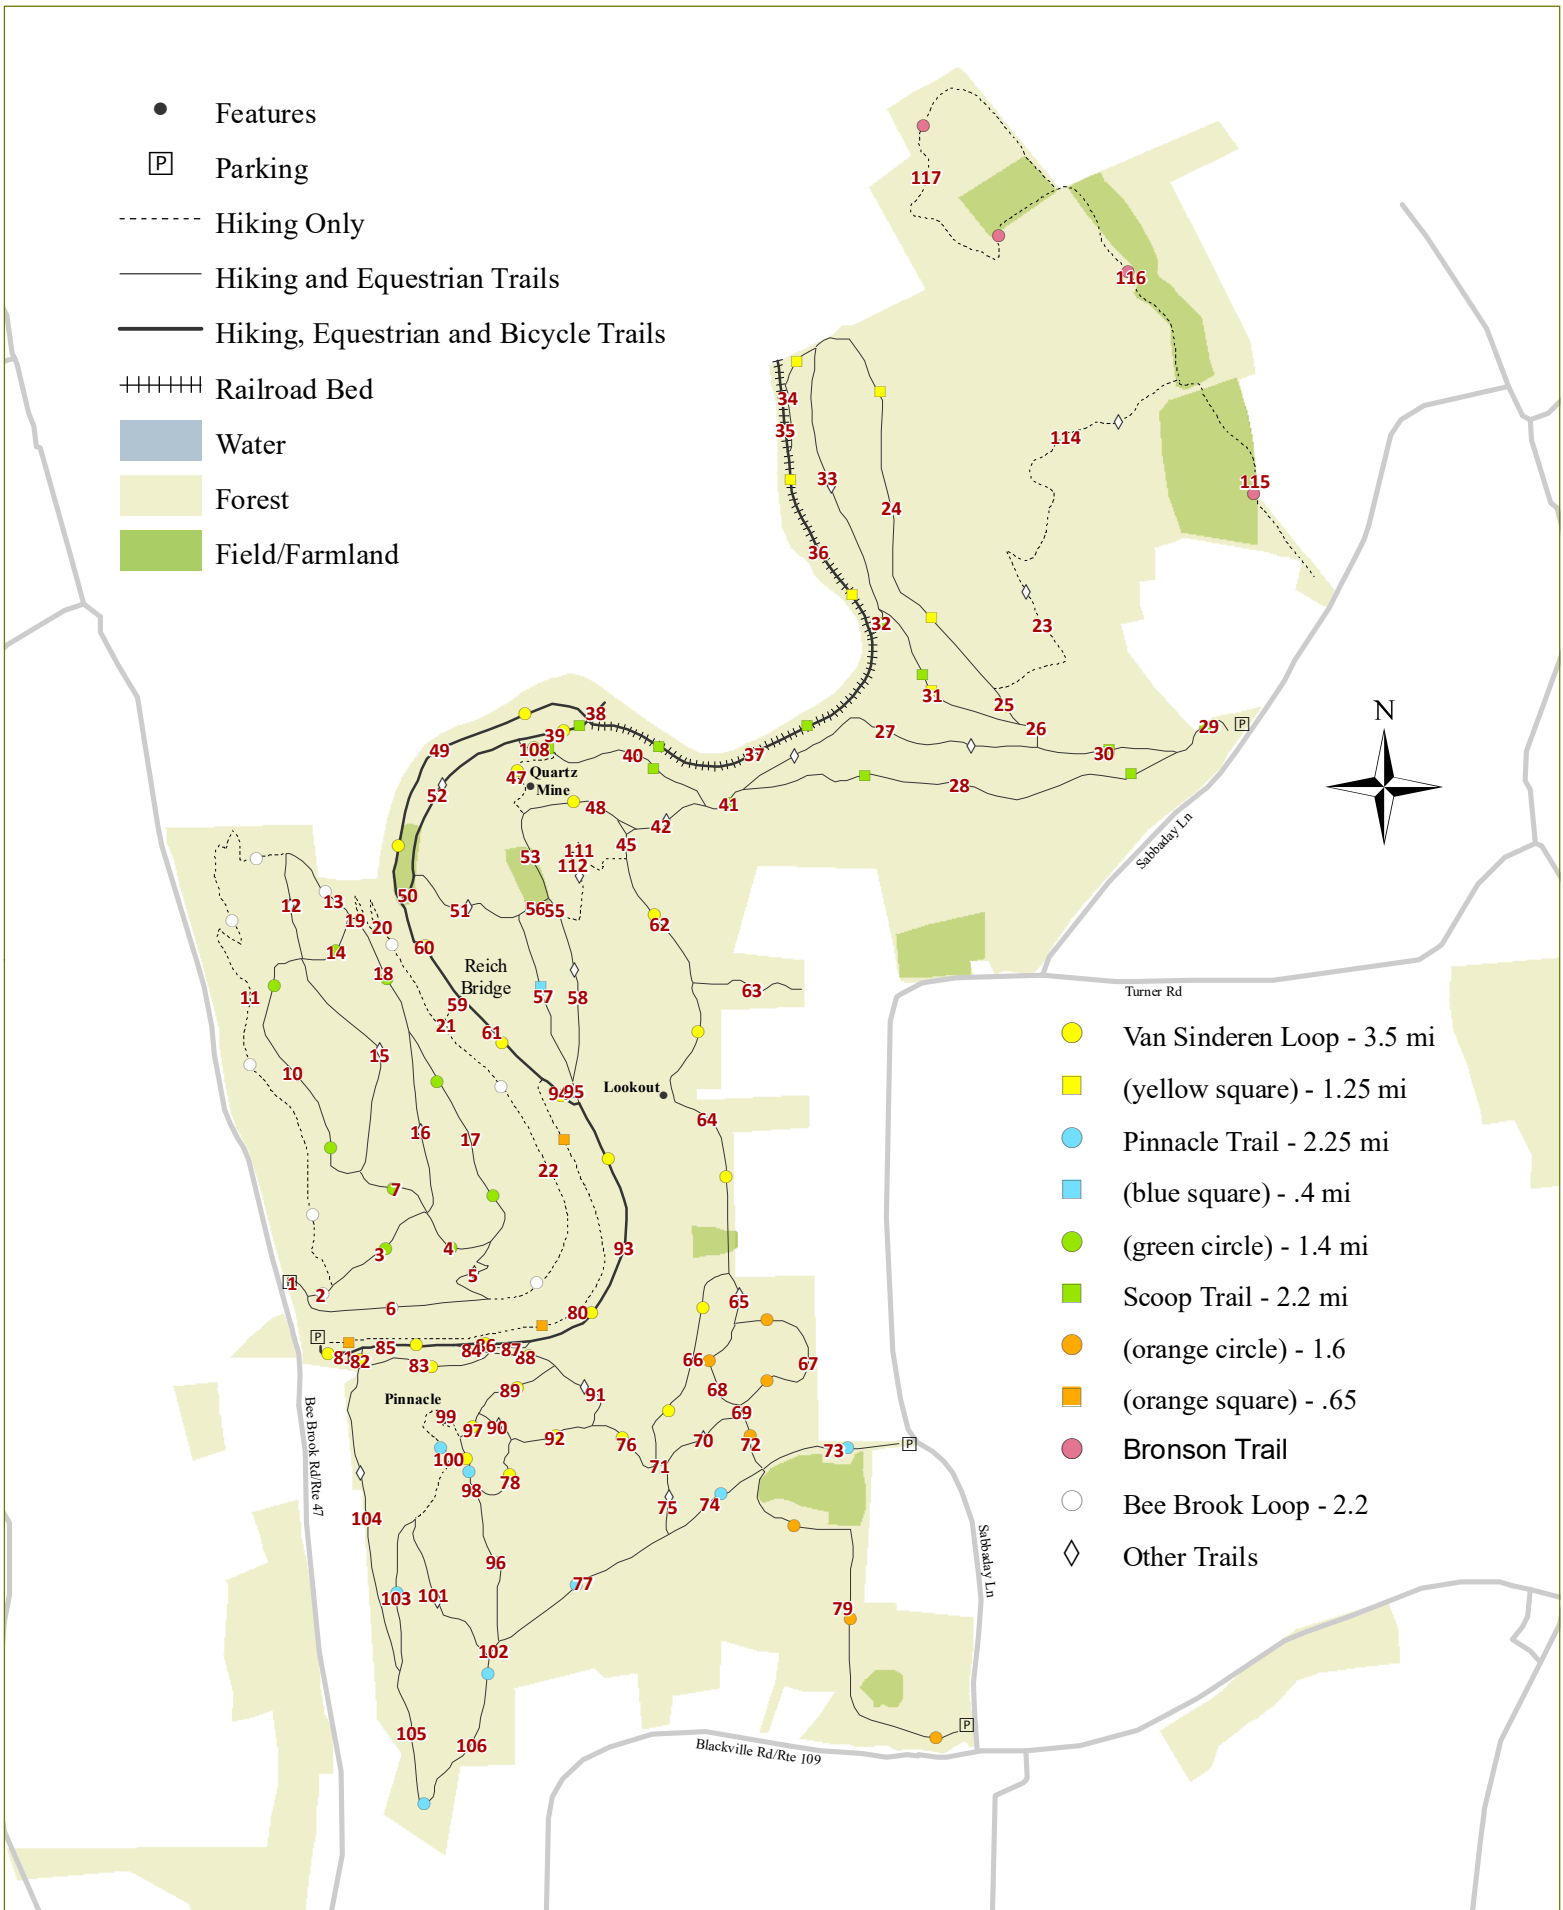 Features
P
Parking
Hiking Only
Hiking and Equestrian Trails
Hiking, Equestrian and Bicycle Trails
Railroad Bed
Water
Forest
Field/Farmland
117
116
34
35
114
33
115
24
36
32
23
31
25
26
27
29
P
N
38
39
49
108
40
37
30
47
Quartz
Mine
52
48
41
28
42
Sabbaday Ln
45
53
111
112
50
12
13
51
56
55
19
20
62
14
60
18
Reich
Bridge
11
57
58
63
Turner Rd
59
21
61
15
10
94
95
Lookout
64
16
17
22
7
3
4
93
5
P
1
2
6
80
65
P
81
82
85
84
86
87
88
83
66
67
89
91
68
Pinnacle
99
97
90
92
76
69
70
72
73
P
100
98
78
71
75
74
Bee Brook Rd/Rte 47
104
96
77
103
101
79
102
Sabbaday Ln
105
106
P
Blackville Rd/Rte 109
Van Sinderen Loop - 3.5 mi
(yellow square) - 1.25 mi
Pinnacle Trail - 2.25 mi
(blue square) - .4 mi
(green circle) - 1.4 mi
Scoop Trail - 2.2 mi
(orange circle) - 1.6
(orange square) - .65
Bronson Trail
Bee Brook Loop - 2.2
Other Trails